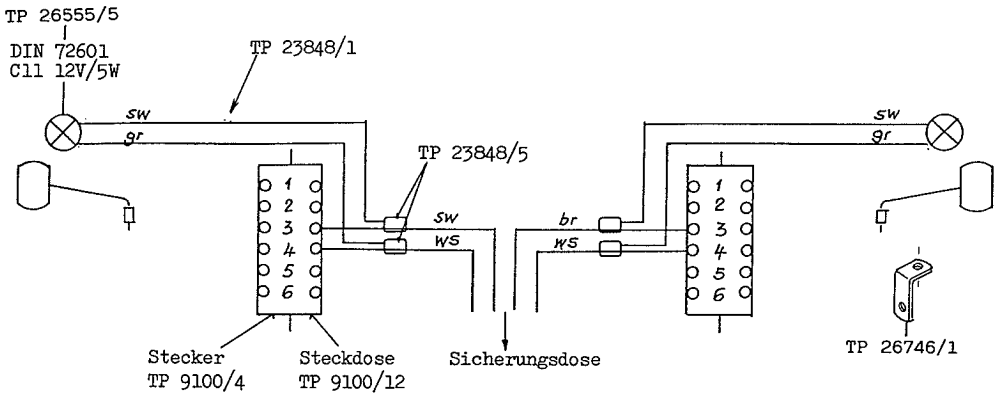 TP 26555/5
DIN 72601
C11 12V/5W
TP 23848/1
sw
gr
sw
gr
TP 23848/5
1
2
3
4
5
6
sw
ws
br
ws
1
2
3
4
5
6
Stecker
TP 9100/4
Steckdose
TP 9100/12
Sicherungsdose
TP 26746/1